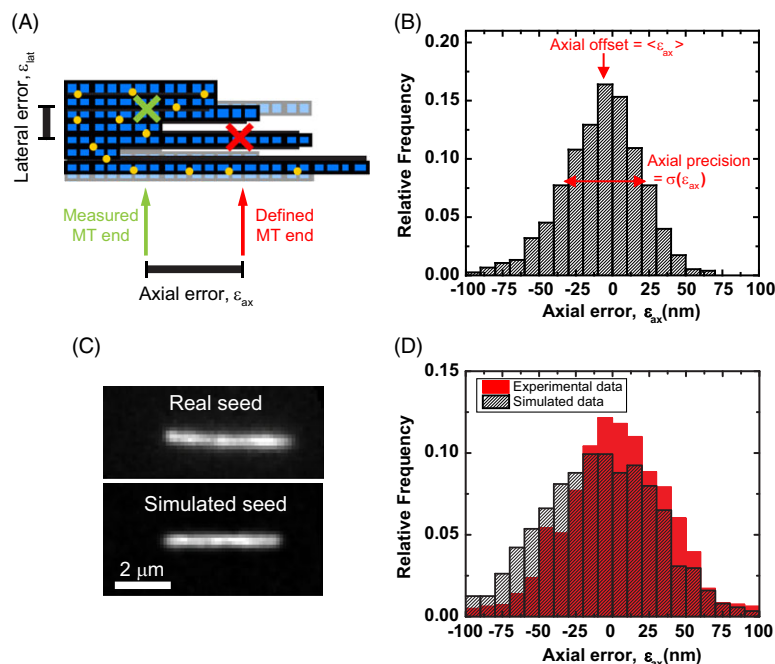 (A)
Lateral error, εlat
Measured
MT end
Defined
MT end
Axial error, εax
(B)
Axial offset = <εax>
Axial precision
= σ(εax)
Relative Frequency
0.20
0.15
0.10
0.05
0.00
-100 -75 -50 -25 0 25 50 75 100
Axial error, εax(nm)
(C)
Real seed
Simulated seed
2 μm
(D)
Experimental data
Simulated data
Relative Frequency
0.15
0.10
0.05
0.00
-100 -75 -50 -25 0 25 50 75 100
Axial error, εax(nm)